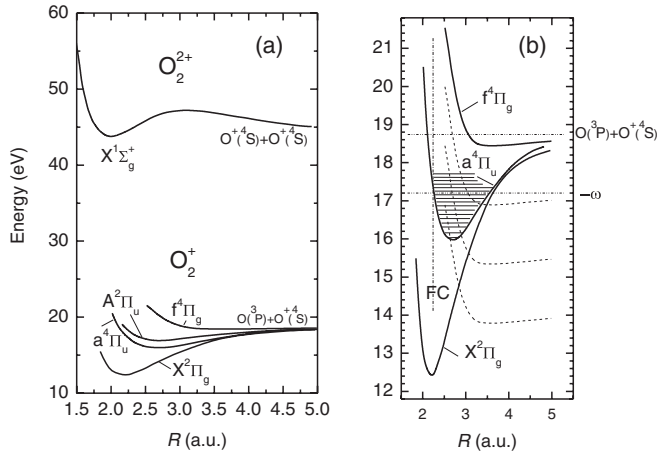 (a)
O₂²⁺
O⁺(⁴S)+O⁺(⁴S)
X¹Σg⁺
O₂⁺
A²Πu
f⁴Πg
O(³P)+O⁺(⁴S)
a⁴Πu
X²Πg
60
50
40
30
20
10
Energy (eV)
1.5 2.0 2.5 3.0 3.5 4.0 4.5 5.0
R (a.u.)
(b)
f⁴Πg
O(³P)+O⁺(⁴S)
a⁴Πu
−ω
FC
X²Πg
21
20
19
18
17
16
15
14
13
12
2 3 4 5
R (a.u.)